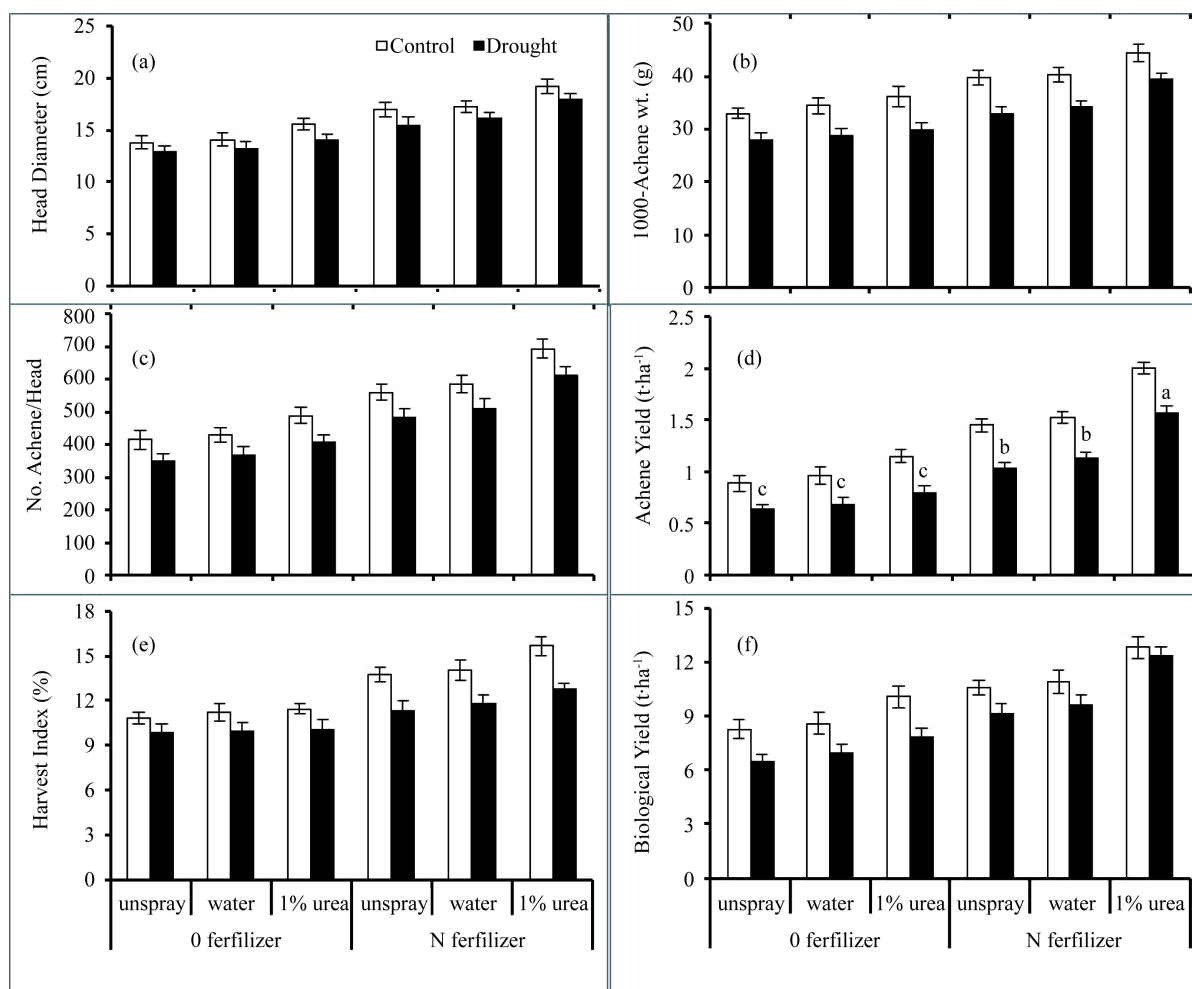 (a)
Control Drought
Head Diameter (cm)
25
20
15
10
5
0
(b)
1000-Achene wt. (g)
50
40
30
20
10
0
(c)
No. Achene/Head
800
700
600
500
400
300
200
100
0
(d)
Achene Yield (t·ha⁻¹)
2.5
2
1.5
1
0.5
0
c c c b b a
(e)
Harvest Index (%)
18
15
12
9
6
3
0
unspray water 1% urea unspray water 1% urea
0 ferfilizer N ferfilizer
(f)
Biological Yield (t·ha⁻¹)
15
12
9
6
3
0
unspray water 1% urea unspray water 1% urea
0 ferfilizer N ferfilizer